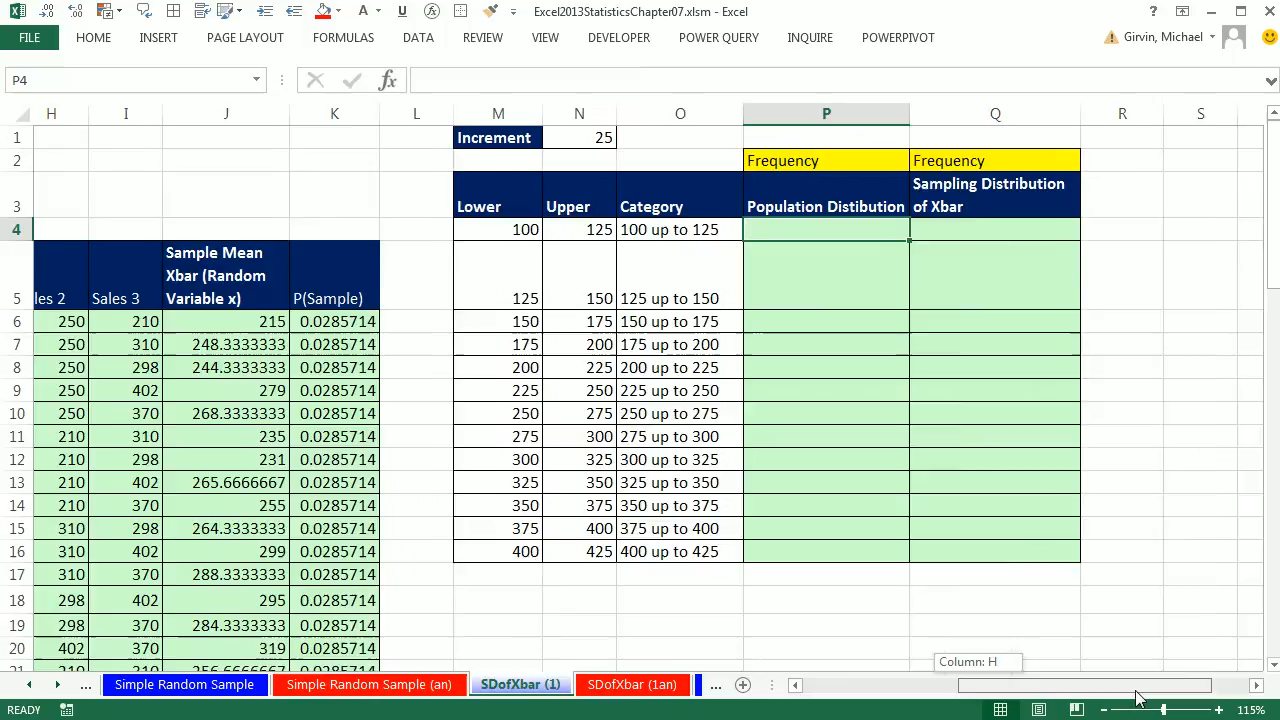 Excel2013StatisticsChapter07.xlsm - Excel
FILE HOME INSERT PAGE LAYOUT FORMULAS DATA REVIEW VIEW DEVELOPER POWER QUERY INQUIRE POWERPIVOT Girvin, Michael
P4 fx
H I J K L M N O P Q R S
1 Increment 25
2 Frequency Frequency
Sampling Distribution
3 Lower Upper Category Population Distibution of Xbar
4 100 125 100 up to 125
Sample Mean
Xbar (Random
5 les 2 Sales 3 Variable x) P(Sample) 125 150 125 up to 150
6 250 210 215 0.0285714 150 175 150 up to 175
7 250 310 248.3333333 0.0285714 175 200 175 up to 200
8 250 298 244.3333333 0.0285714 200 225 200 up to 225
9 250 402 279 0.0285714 225 250 225 up to 250
10 250 370 268.3333333 0.0285714 250 275 250 up to 275
11 210 310 235 0.0285714 275 300 275 up to 300
12 210 298 231 0.0285714 300 325 300 up to 325
13 210 402 265.6666667 0.0285714 325 350 325 up to 350
14 210 370 255 0.0285714 350 375 350 up to 375
15 310 298 264.3333333 0.0285714 375 400 375 up to 400
16 310 402 299 0.0285714 400 425 400 up to 425
17 310 370 288.3333333 0.0285714
18 298 402 295 0.0285714
19 298 370 284.3333333 0.0285714
20 402 370 319 0.0285714
Column: H
... Simple Random Sample Simple Random Sample (an) SDofXbar (1) SDofXbar (1an) ...
READY 115%